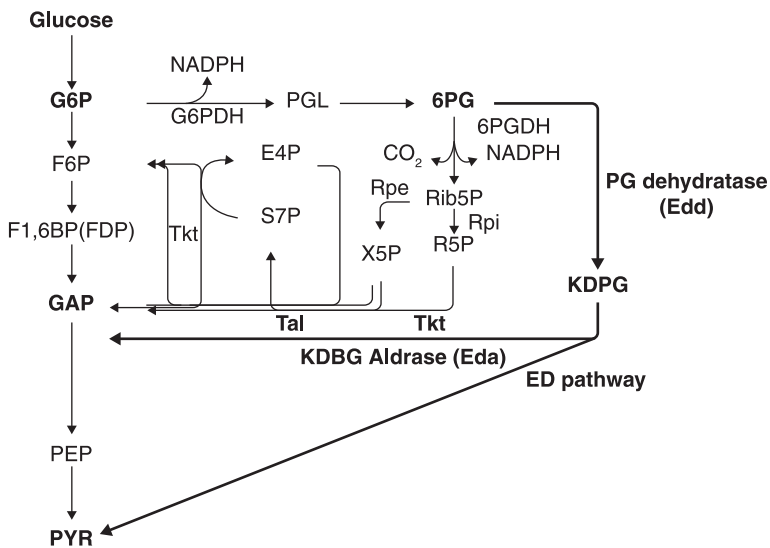 Glucose
NADPH
G6P
PGL
6PG
G6PDH
6PGDH
CO2
NADPH
E4P
F6P
Rpe
Rib5P
PG dehydratase
(Edd)
S7P
Rpi
F1,6BP(FDP)
Tkt
R5P
X5P
KDPG
GAP
Tal
Tkt
KDBG Aldrase (Eda)
ED pathway
PEP
PYR